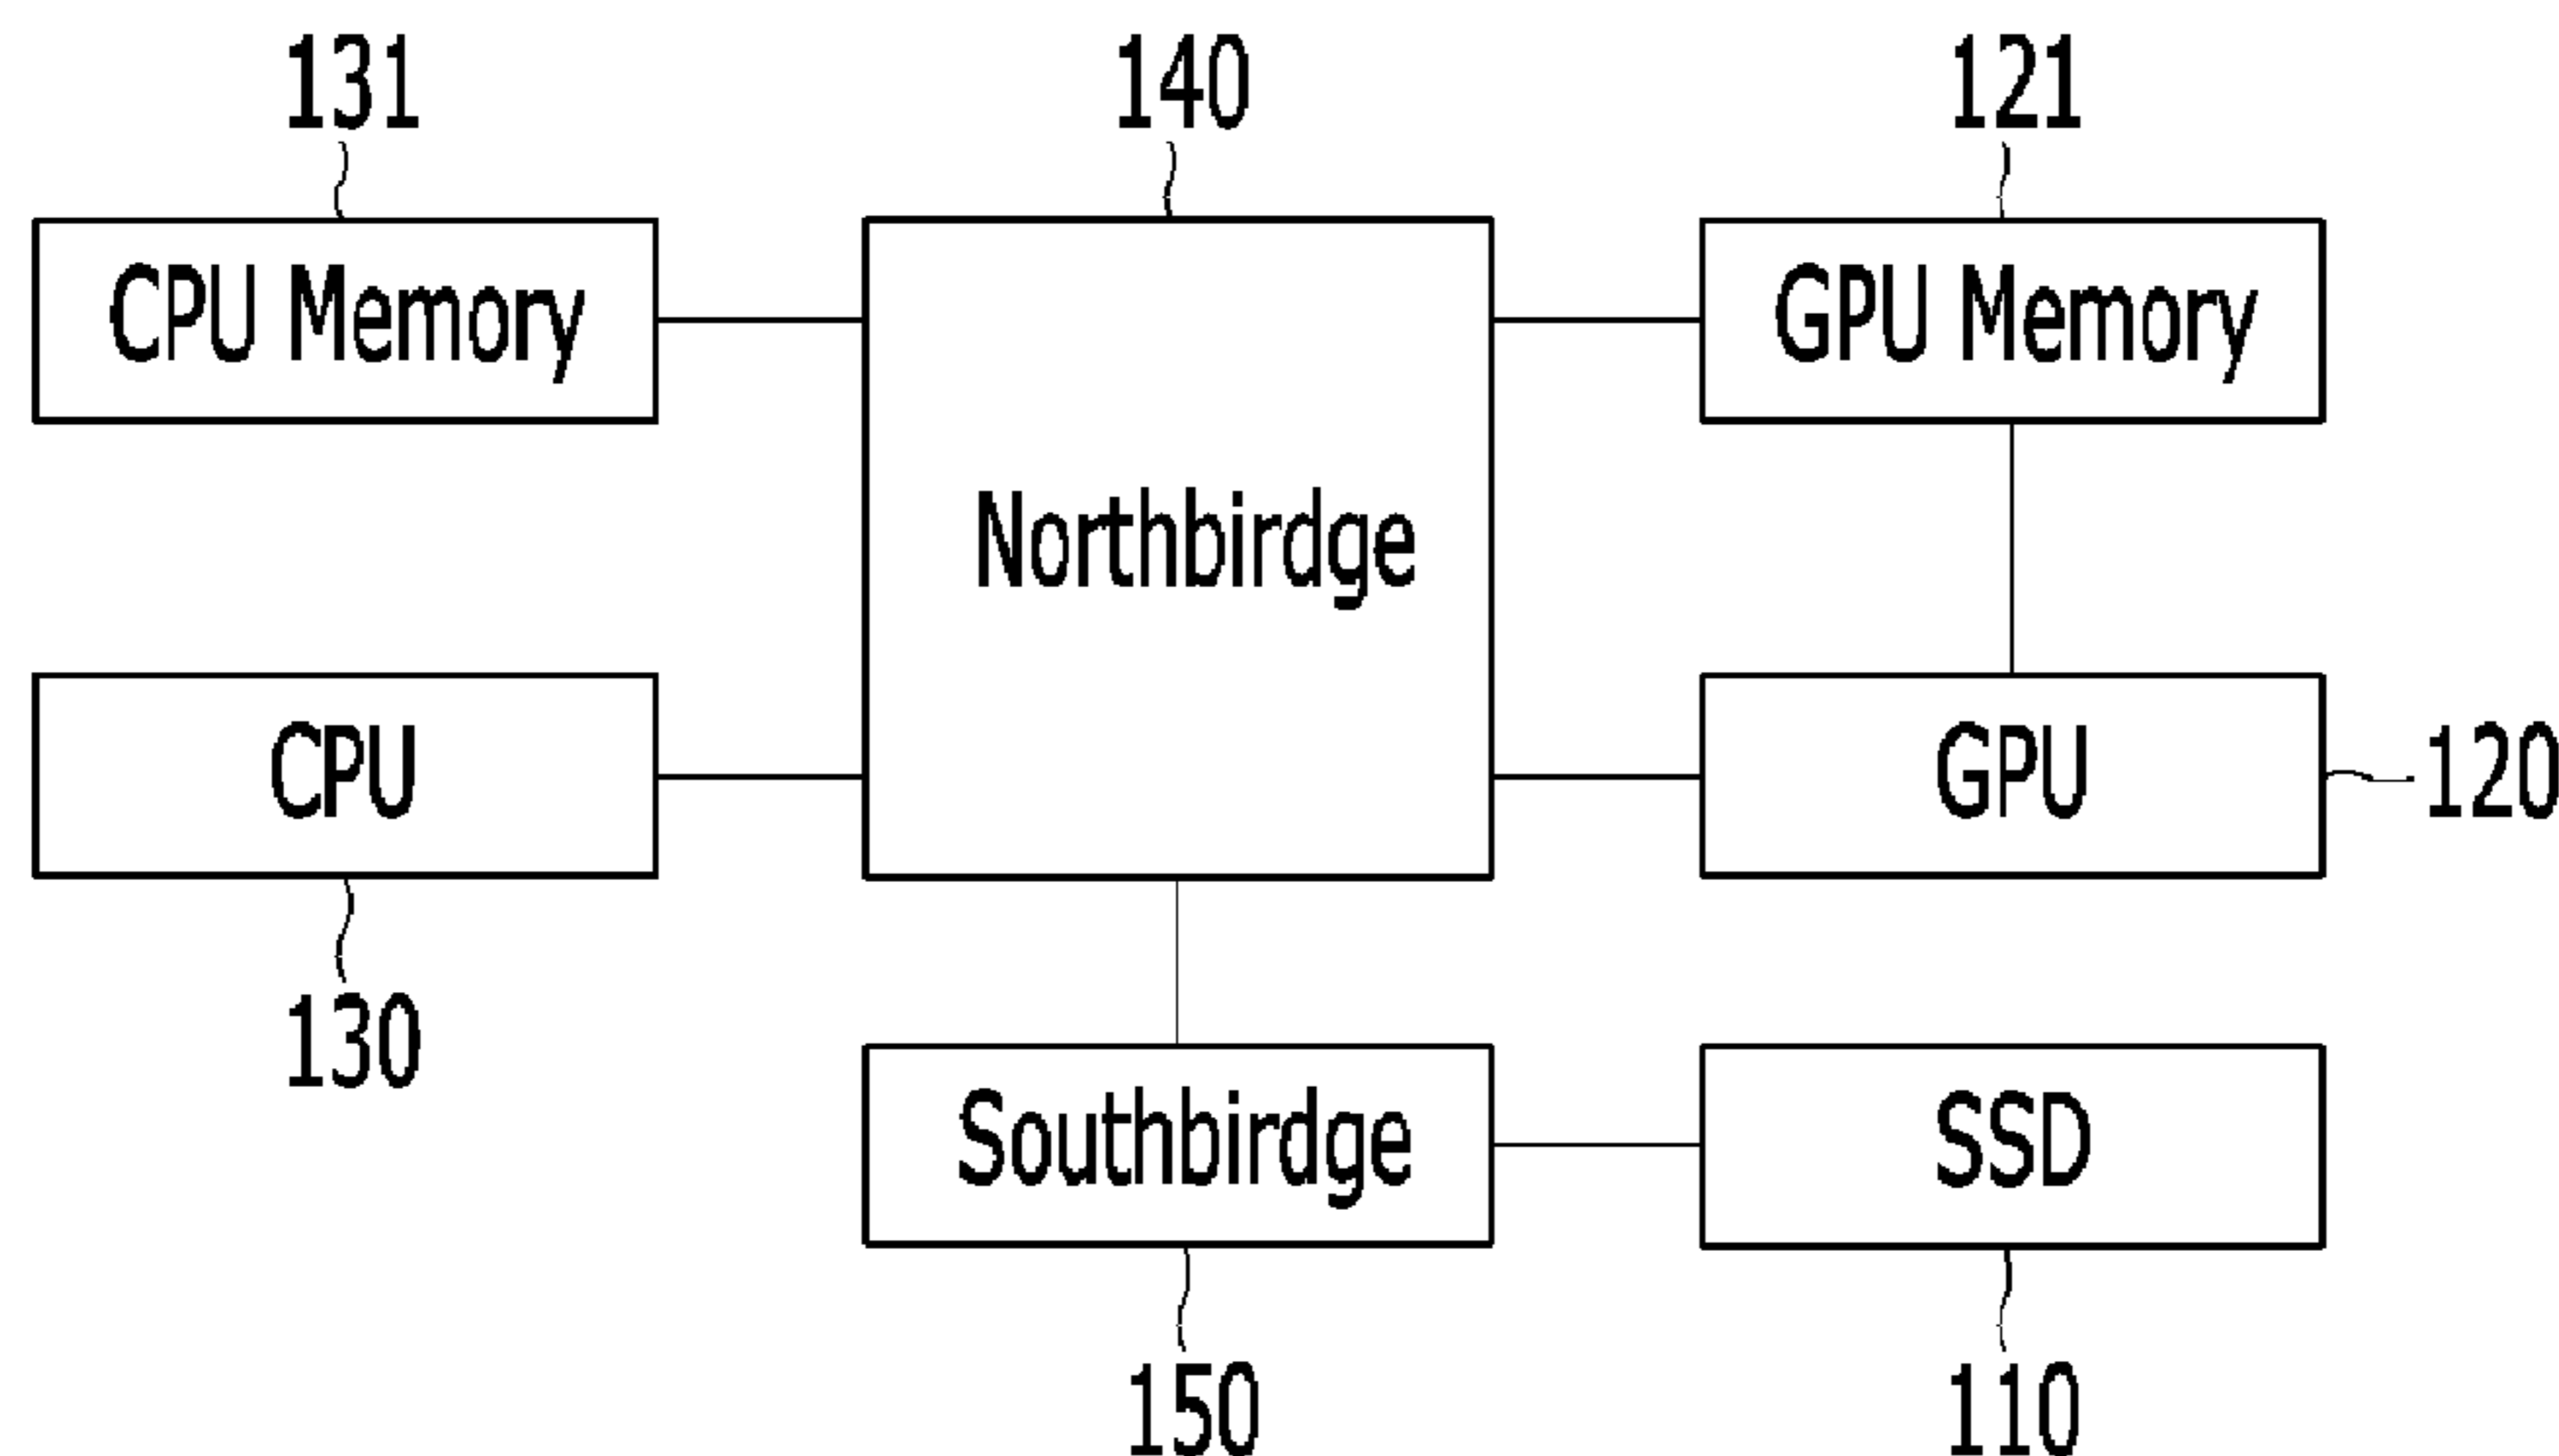 131
140
121
CPU Memory
GPU Memory
Northbirdge
CPU
GPU
120
130
Southbirdge
SSD
150
110